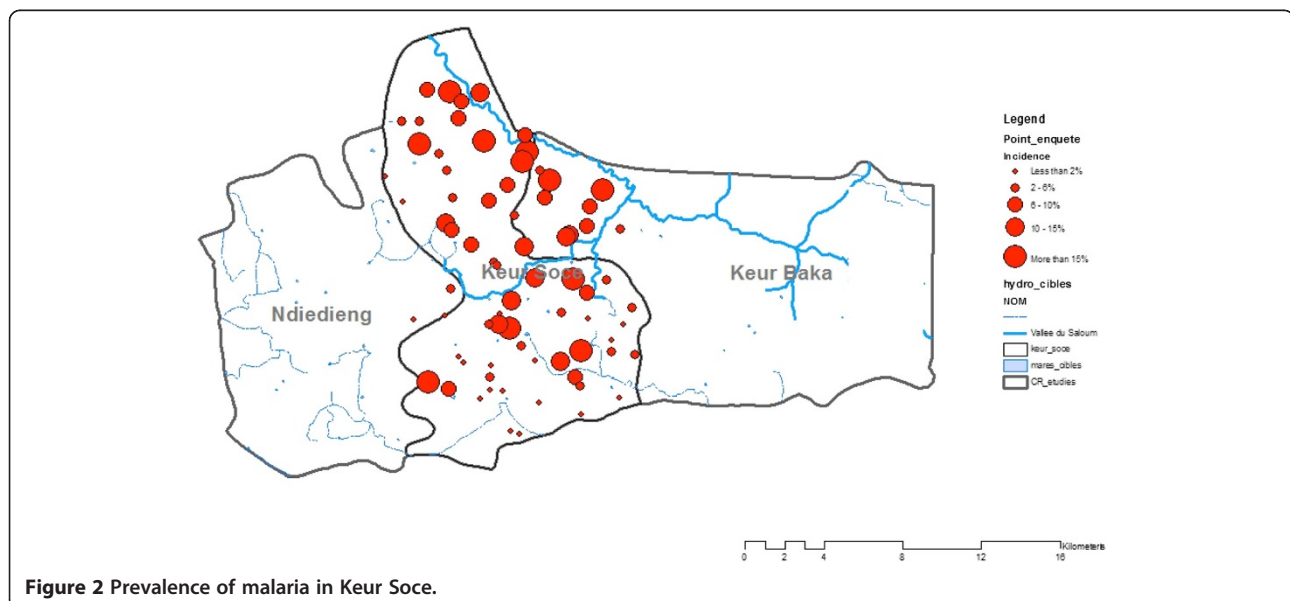 Legend
Point_enquete
Incidence
Less than 2%
2 - 6%
6 - 10%
10 - 15%
More than 15%
hydro_cibles
NOM
Vallee du Saloum
keur_soce
mares_cibles
CR_etudies
Keur Soce
Keur Baka
Ndiedieng
0 2 4 8 12 16 Kilometers
Figure 2 Prevalence of malaria in Keur Soce.